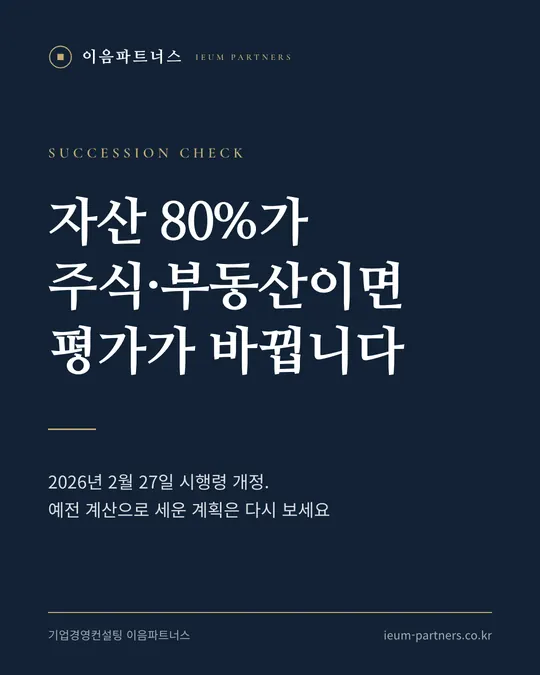 이음파트너스 IEUM PARTNERS
SUCCESSION CHECK
자산 80%가
주식·부동산이면
평가가 바뀝니다
2026년 2월 27일 시행령 개정.
예전 계산으로 세운 계획은 다시 보세요
기업경영컨설팅 이음파트너스
ieum-partners.co.kr